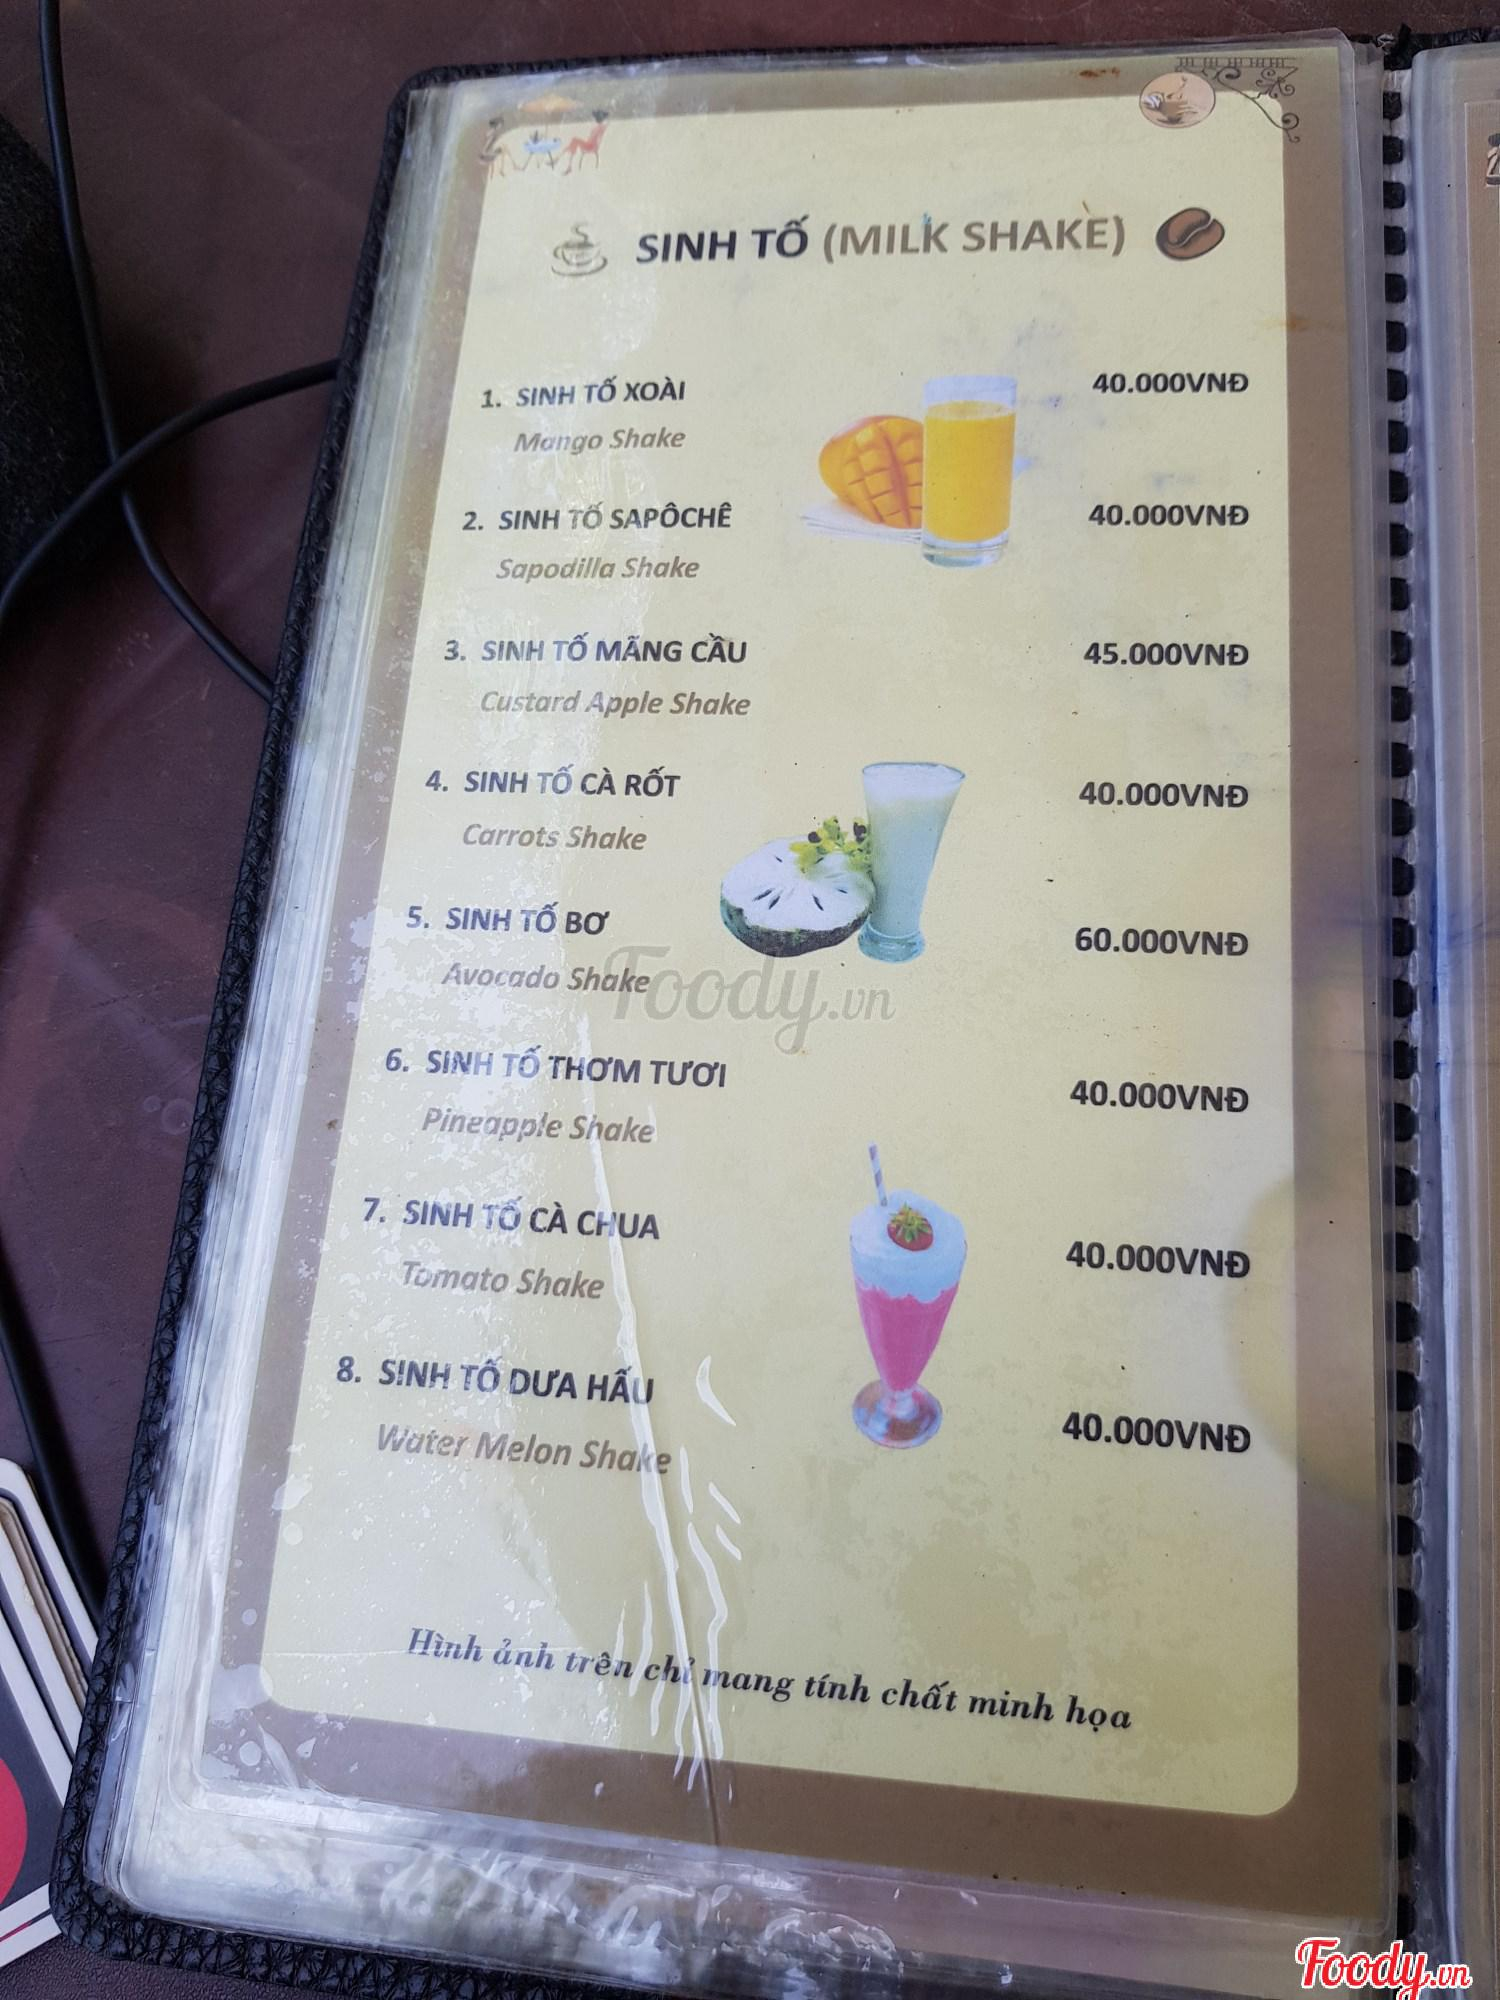 SINH TỐ (MILK SHAKE)
1. SINH TỐ XOÀI 40.000VNĐ
Mango Shake
2. SINH TỐ SAPÔCHÊ 40.000VNĐ
Sapodilla Shake
3. SINH TỐ MÃNG CẦU 45.000VNĐ
Custard Apple Shake
4. SINH TỐ CÀ RỐT 40.000VNĐ
Carrots Shake
5. SINH TỐ BƠ 60.000VNĐ
Avocado Shake
Foody.vn
6. SINH TỐ THƠM TƯƠI 40.000VNĐ
Pineapple Shake
7. SINH TỐ CÀ CHUA 40.000VNĐ
Tomato Shake
8. SINH TỐ DƯA HẤU 40.000VNĐ
Water Melon Shake
Hình ảnh trên chỉ mang tính chất minh họa
Foody.vn